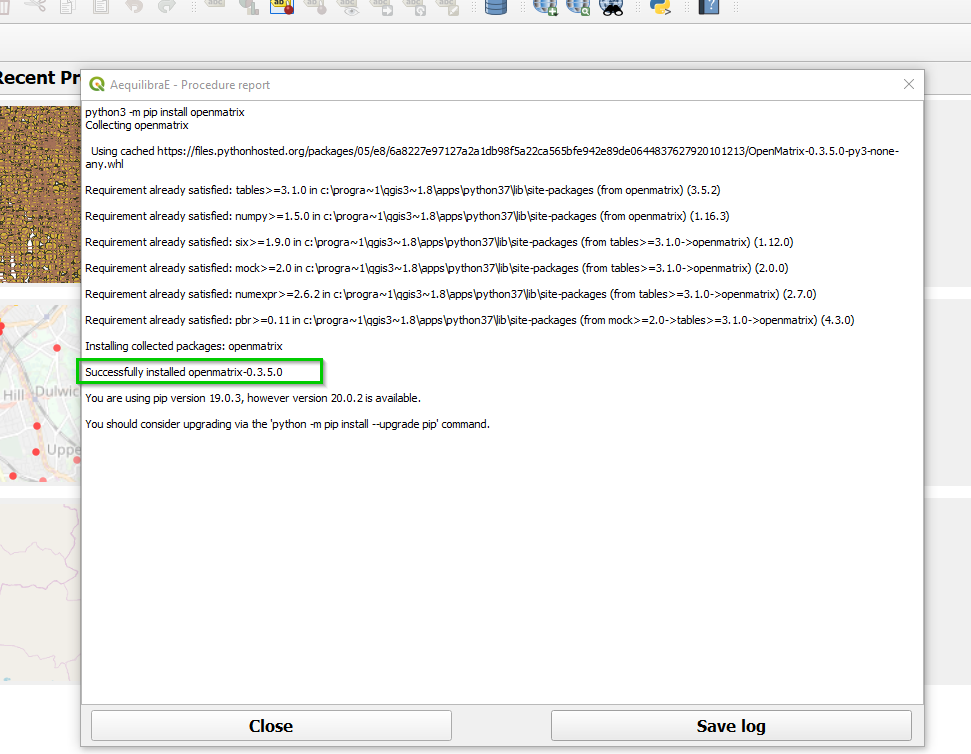 abc
ab
abc
abc
abc
abc
abc
?
Recent Pr
AequilibraE - Procedure report
python3 -m pip install openmatrix
Collecting openmatrix
Using cached https://files.pythonhosted.org/packages/05/e8/6a8227e97127a2a1db98f5a22ca565bfe942e89de0644837627920101213/OpenMatrix-0.3.5.0-py3-none-
any.whl
Requirement already satisfied: tables>=3.1.0 in c:\progra~1\qgis3~1.8\apps\python37\lib\site-packages (from openmatrix) (3.5.2)
Requirement already satisfied: numpy>=1.5.0 in c:\progra~1\qgis3~1.8\apps\python37\lib\site-packages (from openmatrix) (1.16.3)
Requirement already satisfied: six>=1.9.0 in c:\progra~1\qgis3~1.8\apps\python37\lib\site-packages (from tables>=3.1.0->openmatrix) (1.12.0)
Requirement already satisfied: mock>=2.0 in c:\progra~1\qgis3~1.8\apps\python37\lib\site-packages (from tables>=3.1.0->openmatrix) (2.0.0)
Requirement already satisfied: numexpr>=2.6.2 in c:\progra~1\qgis3~1.8\apps\python37\lib\site-packages (from tables>=3.1.0->openmatrix) (2.7.0)
Requirement already satisfied: pbr>=0.11 in c:\progra~1\qgis3~1.8\apps\python37\lib\site-packages (from mock>=2.0->tables>=3.1.0->openmatrix) (4.3.0)
Installing collected packages: openmatrix
Successfully installed openmatrix-0.3.5.0
Hill Dulwic
You are using pip version 19.0.3, however version 20.0.2 is available.
You should consider upgrading via the 'python -m pip install --upgrade pip' command.
Uppe
Close
Save log